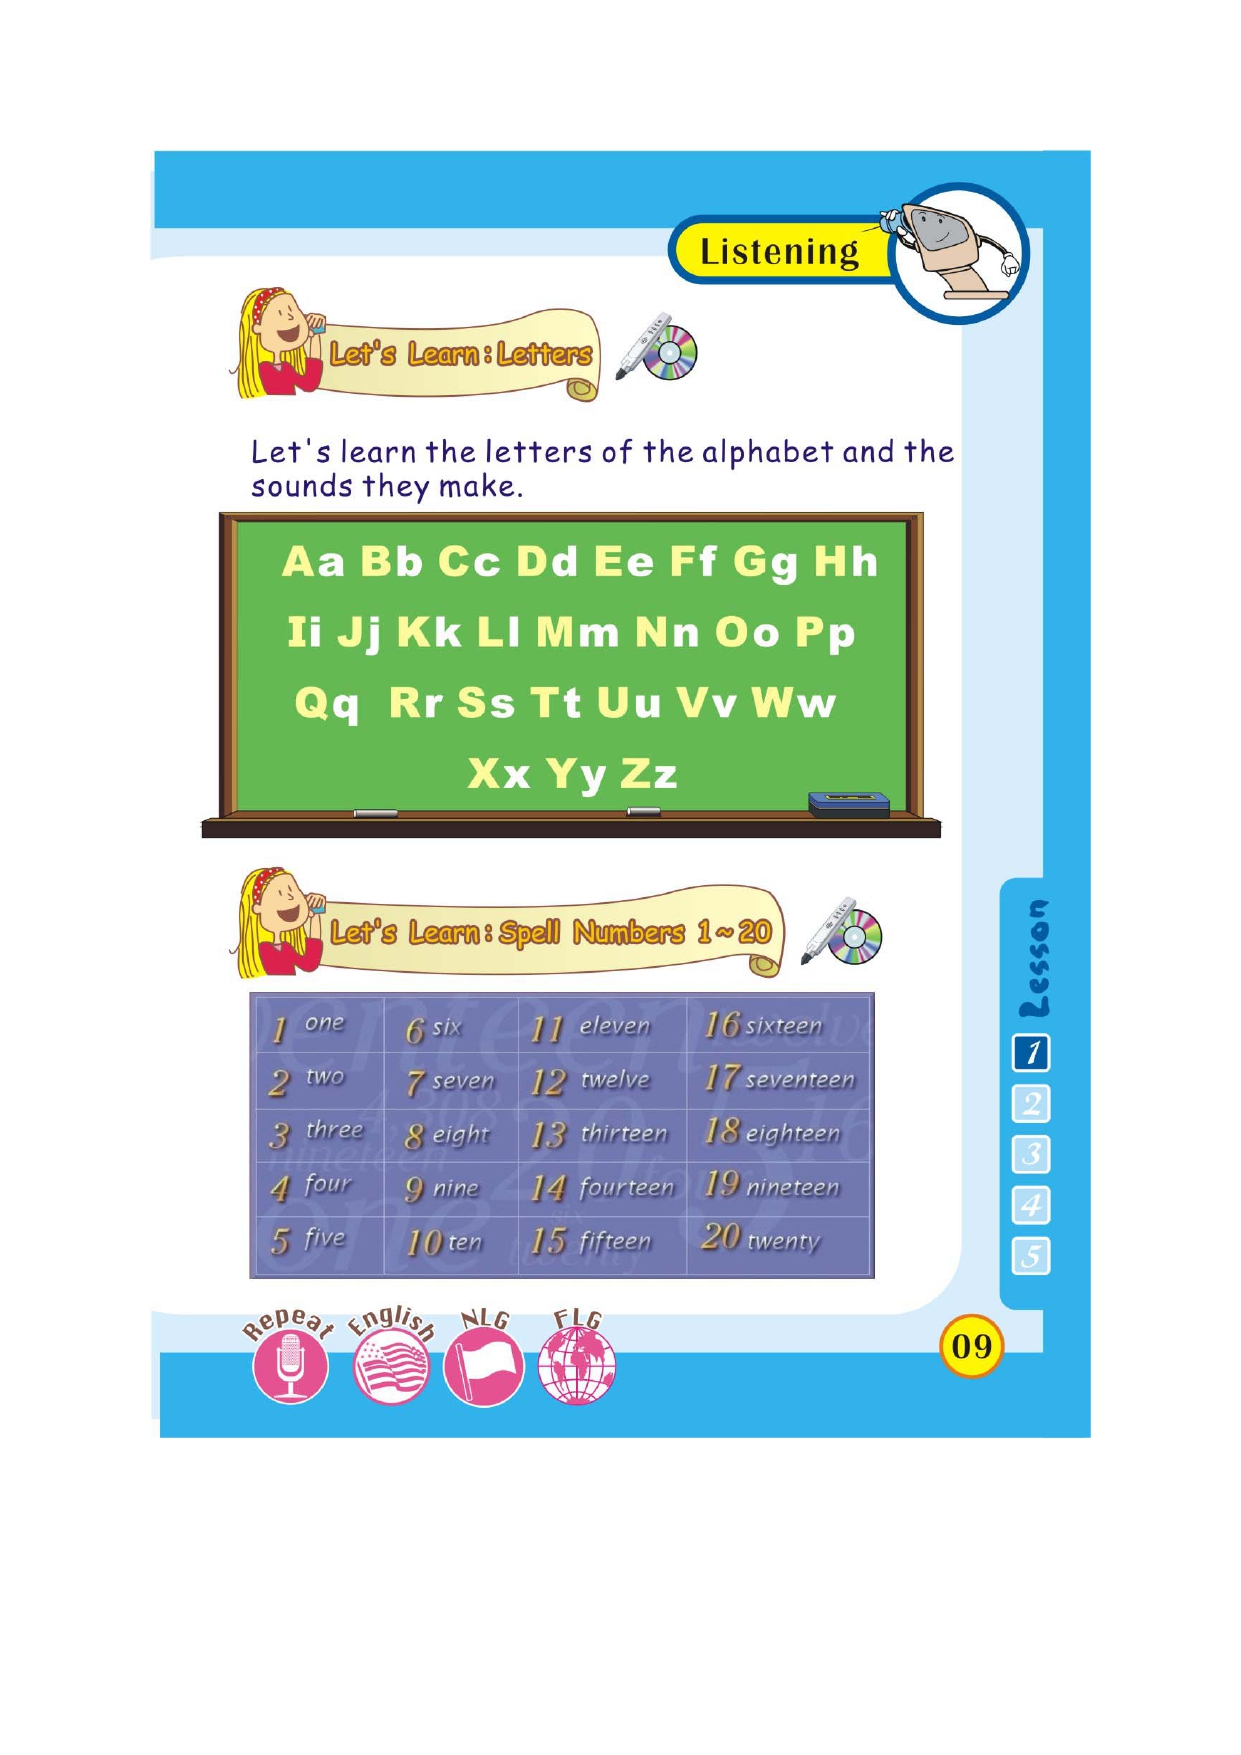 Listening
Let's Learn : Letters
Let's learn the letters of the alphabet and the
sounds they make.
Aa Bb Cc Dd Ee Ff Gg Hh
Ii Jj Kk Ll Mm Nn Oo Pp
Qq Rr Ss Tt Uu Vv Ww
Xx Yy Zz
Let's Learn : Spell Numbers 1~20
1 one 6 six 11 eleven 16 sixteen
2 two 7 seven 12 twelve 17 seventeen
3 three 8 eight 13 thirteen 18 eighteen
4 four 9 nine 14 fourteen 19 nineteen
5 five 10 ten 15 fifteen 20 twenty
Lesson
1
2
3
4
5
Repeat English NLG FLG
09